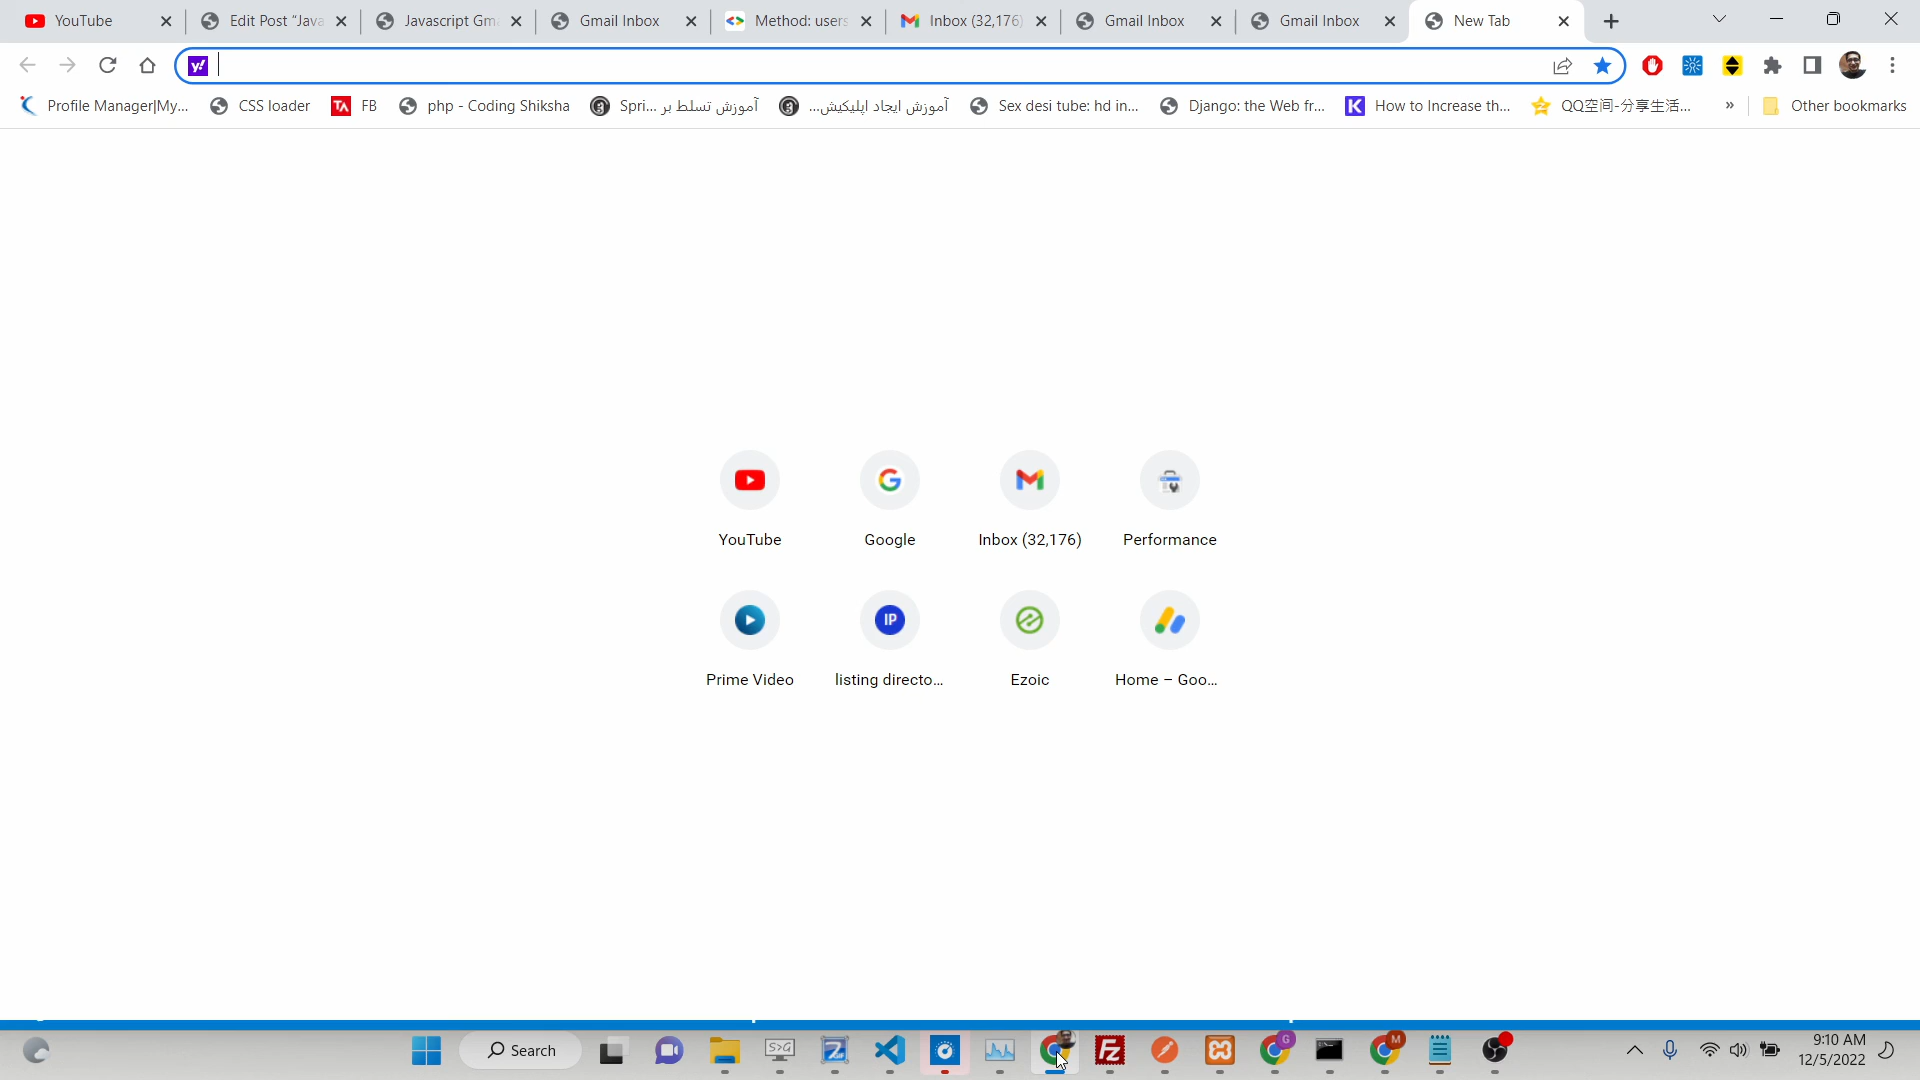 YouTube
Edit Post “Java
Javascript Gma
Gmail Inbox
Method: users
Inbox (32,176)
Gmail Inbox
Gmail Inbox
New Tab
y!
Profile Manager|My...
CSS loader
TA FB
php - Coding Shiksha
آموزش تسلط بر Spri...
آموزش ایجاد اپلیکیش...
Sex desi tube: hd in...
Django: the Web fr...
K How to Increase th...
QQ空间-分享生活...
»
Other bookmarks
YouTube
Google
Inbox (32,176)
Performance
Prime Video
IP
listing directo...
Ezoic
Home – Goo...
Search
S>G
G
M
9:10 AM
12/5/2022